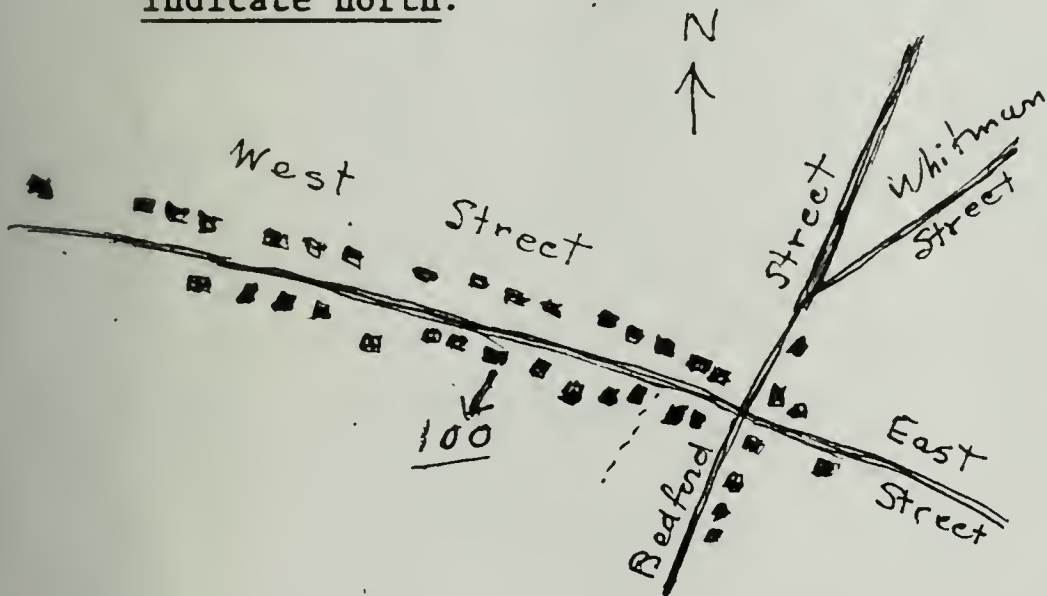 indicate north.
N
West Street
Street
Whitman
Street
100
Bedford
East
Street